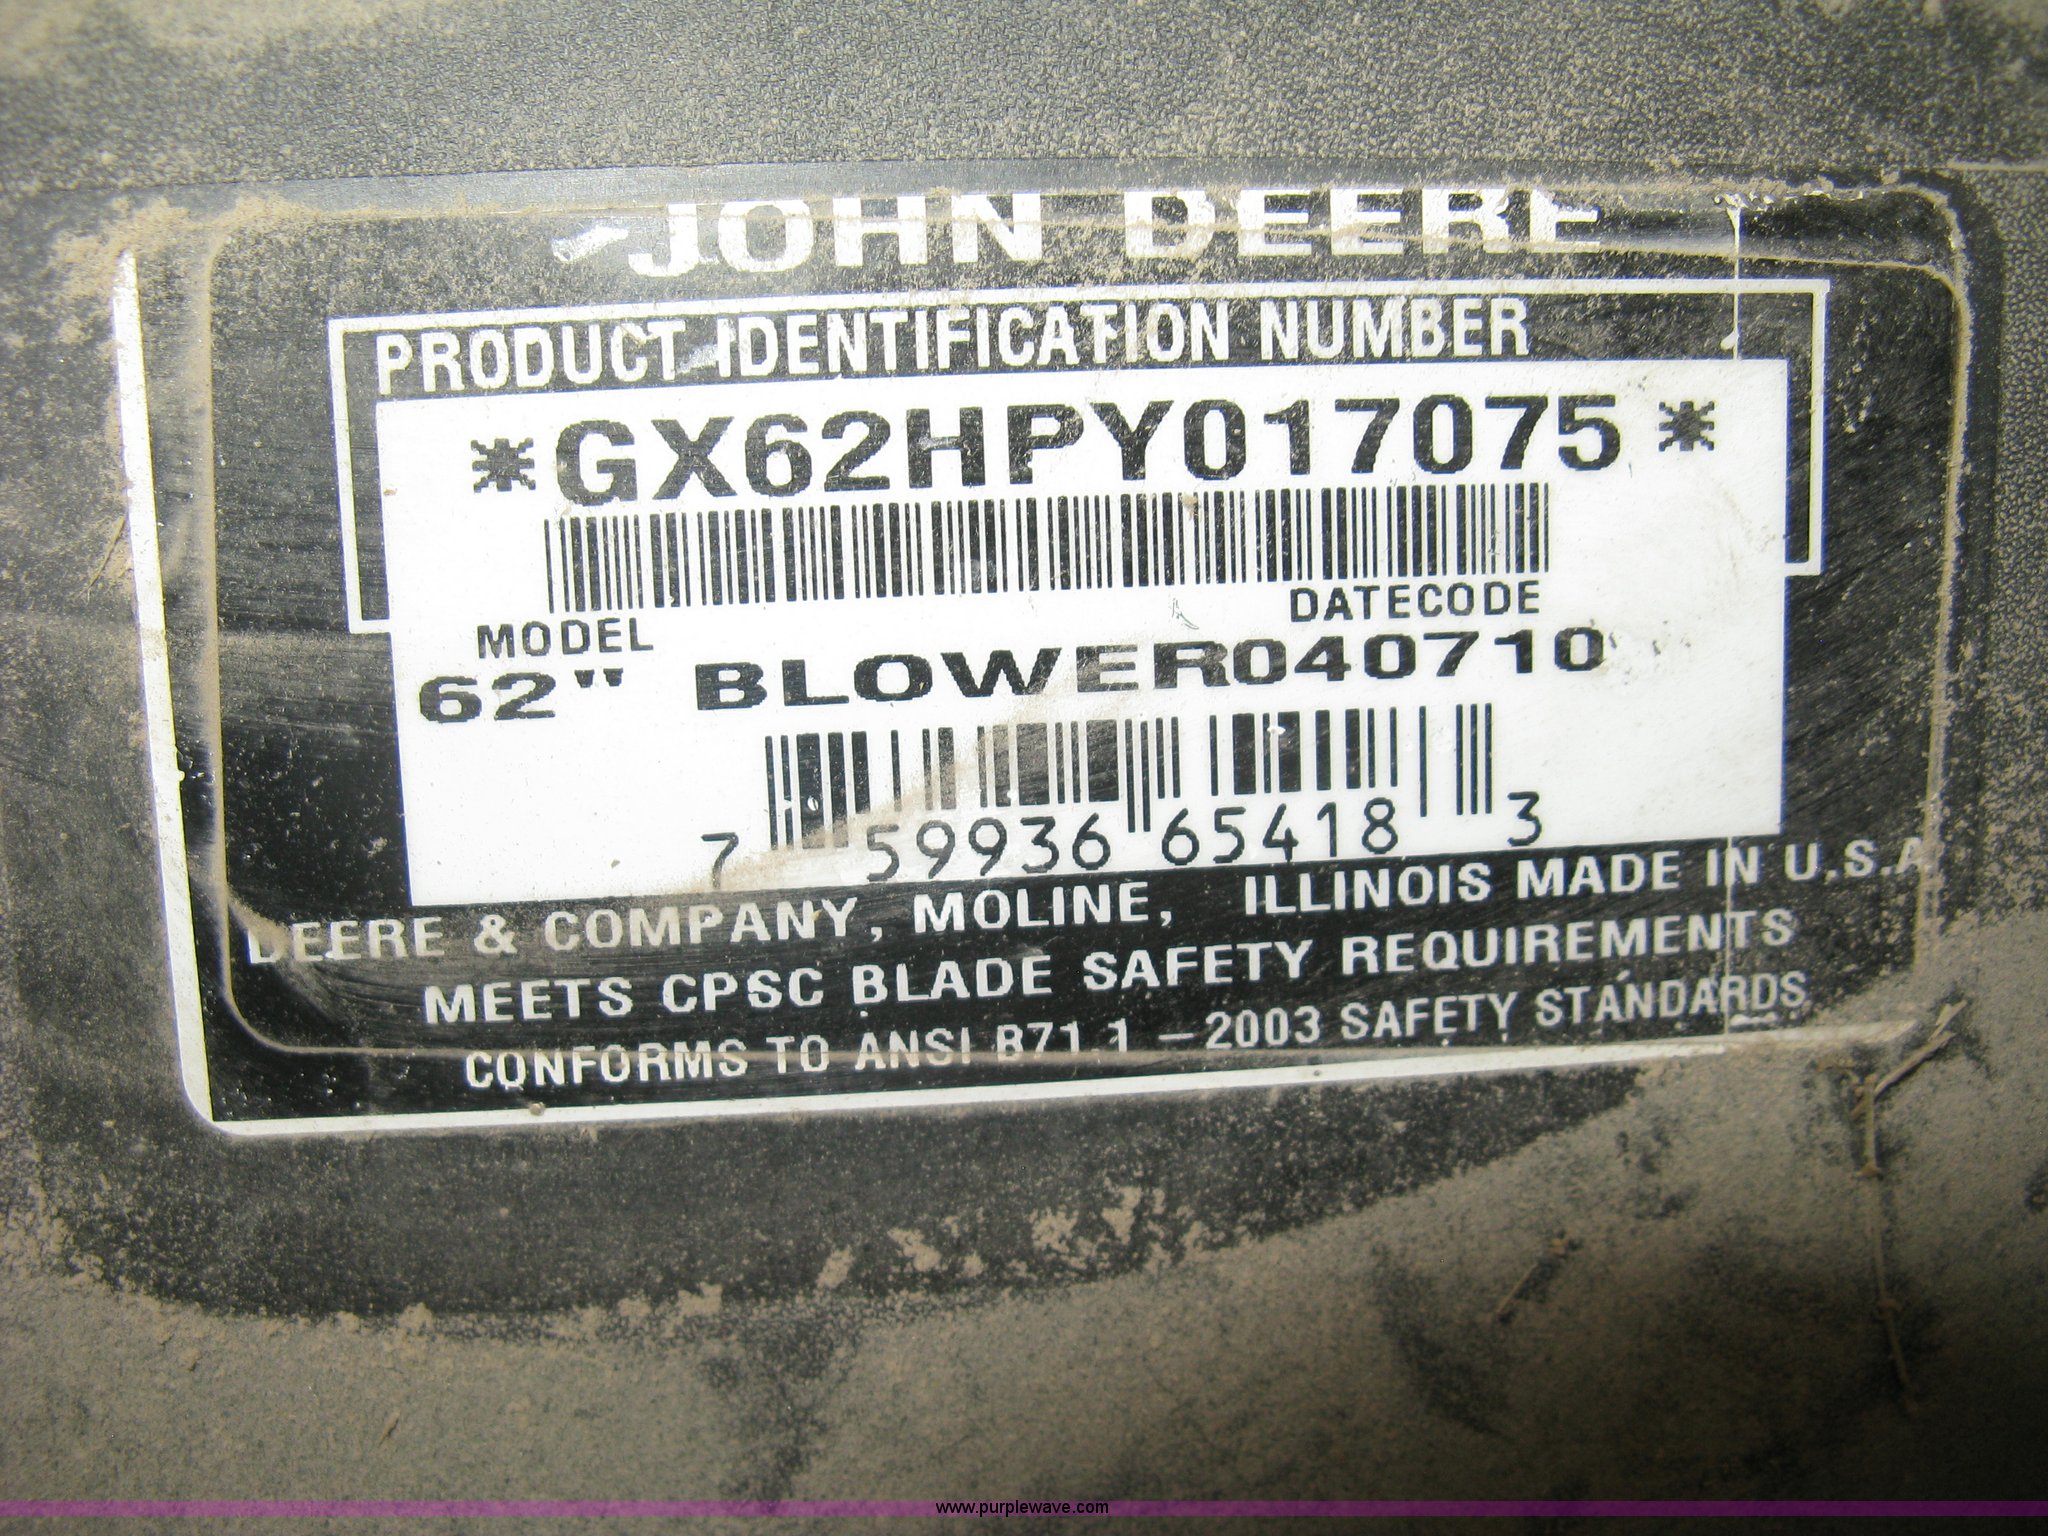 JOHN DEERE
PRODUCT IDENTIFICATION NUMBER
*GX62HPY017075*
MODEL DATECODE
62" BLOWER040710
7 59936 65418 3
DEERE & COMPANY, MOLINE, ILLINOIS MADE IN U.S.A
MEETS CPSC BLADE SAFETY REQUIREMENTS
CONFORMS TO ANSI B71.1 – 2003 SAFETY STANDARDS
www.purplewave.com